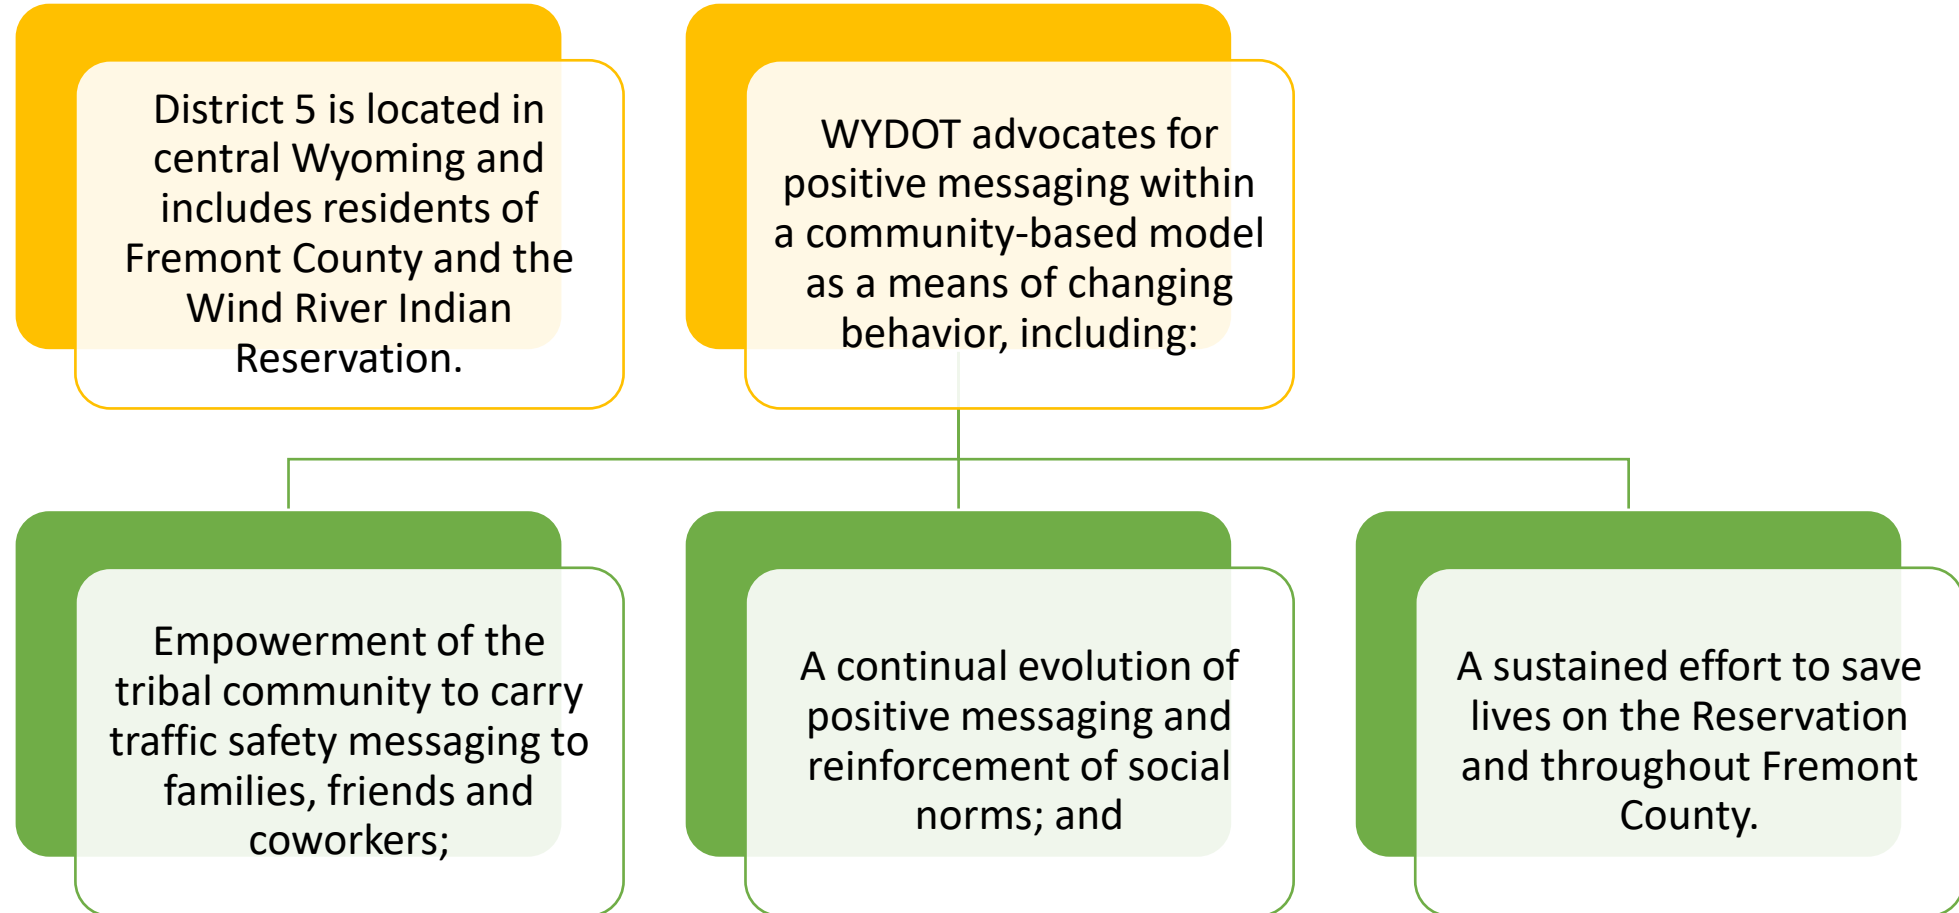 District 5 is located in
central Wyoming and
includes residents of
Fremont County and the
Wind River Indian
Reservation.
WYDOT advocates for
positive messaging within
a community-based model
as a means of changing
behavior, including:
Empowerment of the
tribal community to carry
traffic safety messaging to
families, friends and
coworkers;
A continual evolution of
positive messaging and
reinforcement of social
norms; and
A sustained effort to save
lives on the Reservation
and throughout Fremont
County.